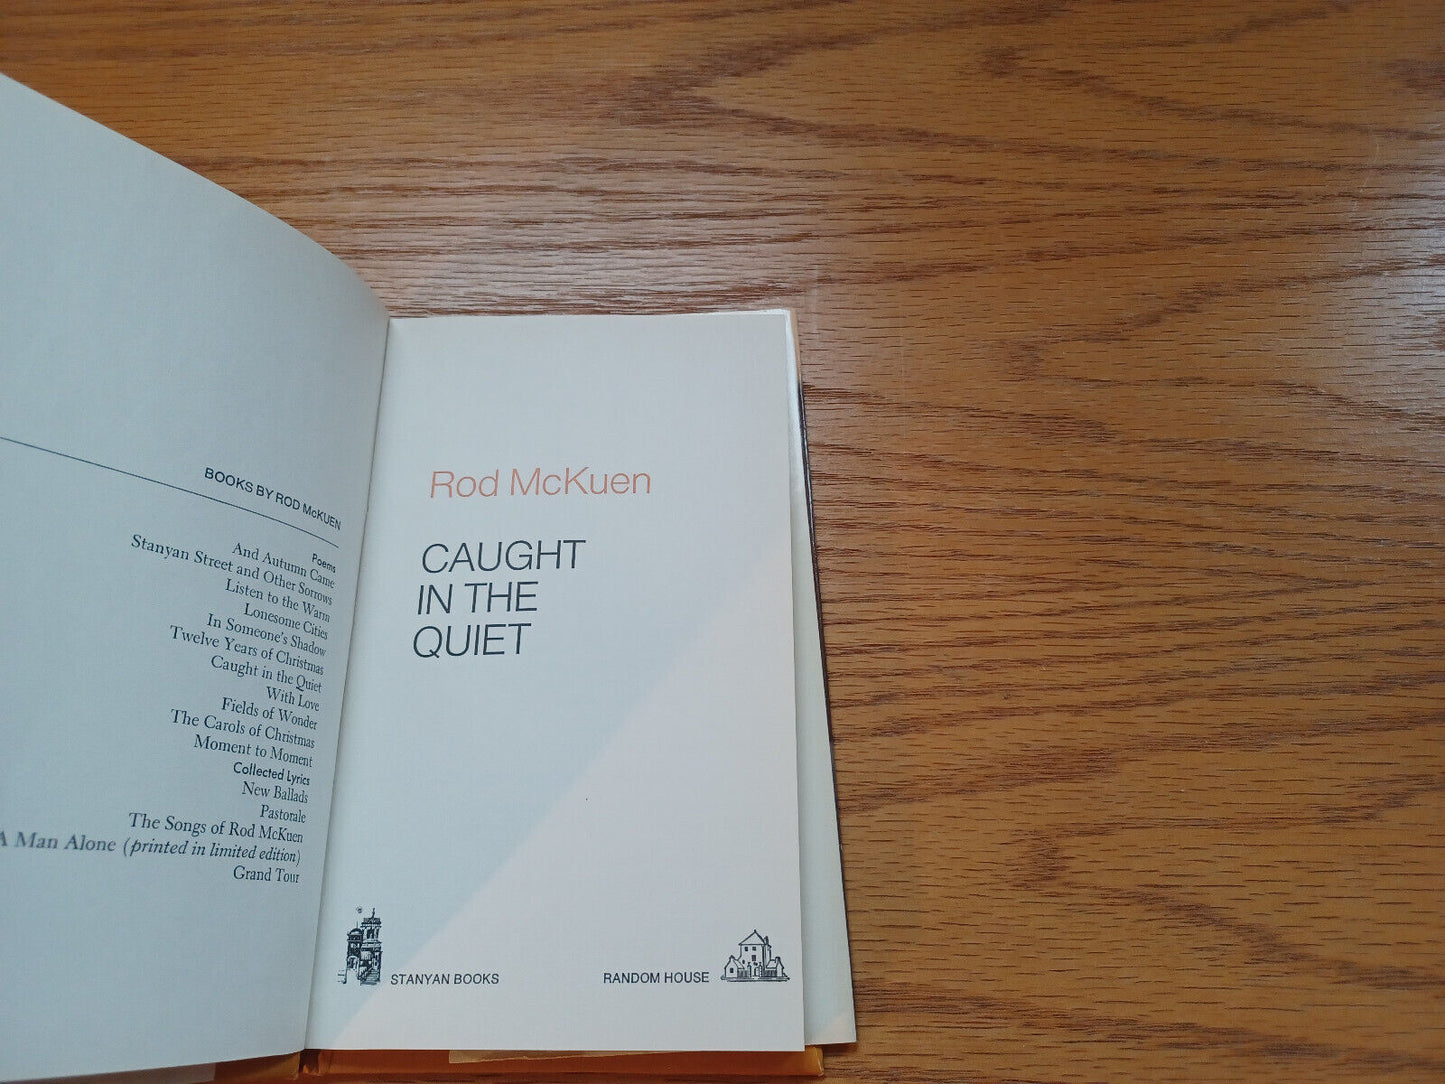 BOOKS BY ROD McKUEN
Poems
And Autumn Came
Stanyan Street and Other Sorrows
Listen to the Warm
Lonesome Cities
In Someone's Shadow
Twelve Years of Christmas
Caught in the Quiet
With Love
Fields of Wonder
The Carols of Christmas
Moment to Moment
Collected Lyrics
New Ballads
Pastorale
The Songs of Rod McKuen
A Man Alone (printed in limited edition)
Grand Tour
Rod McKuen
CAUGHT
IN THE
QUIET
STANYAN BOOKS
RANDOM HOUSE